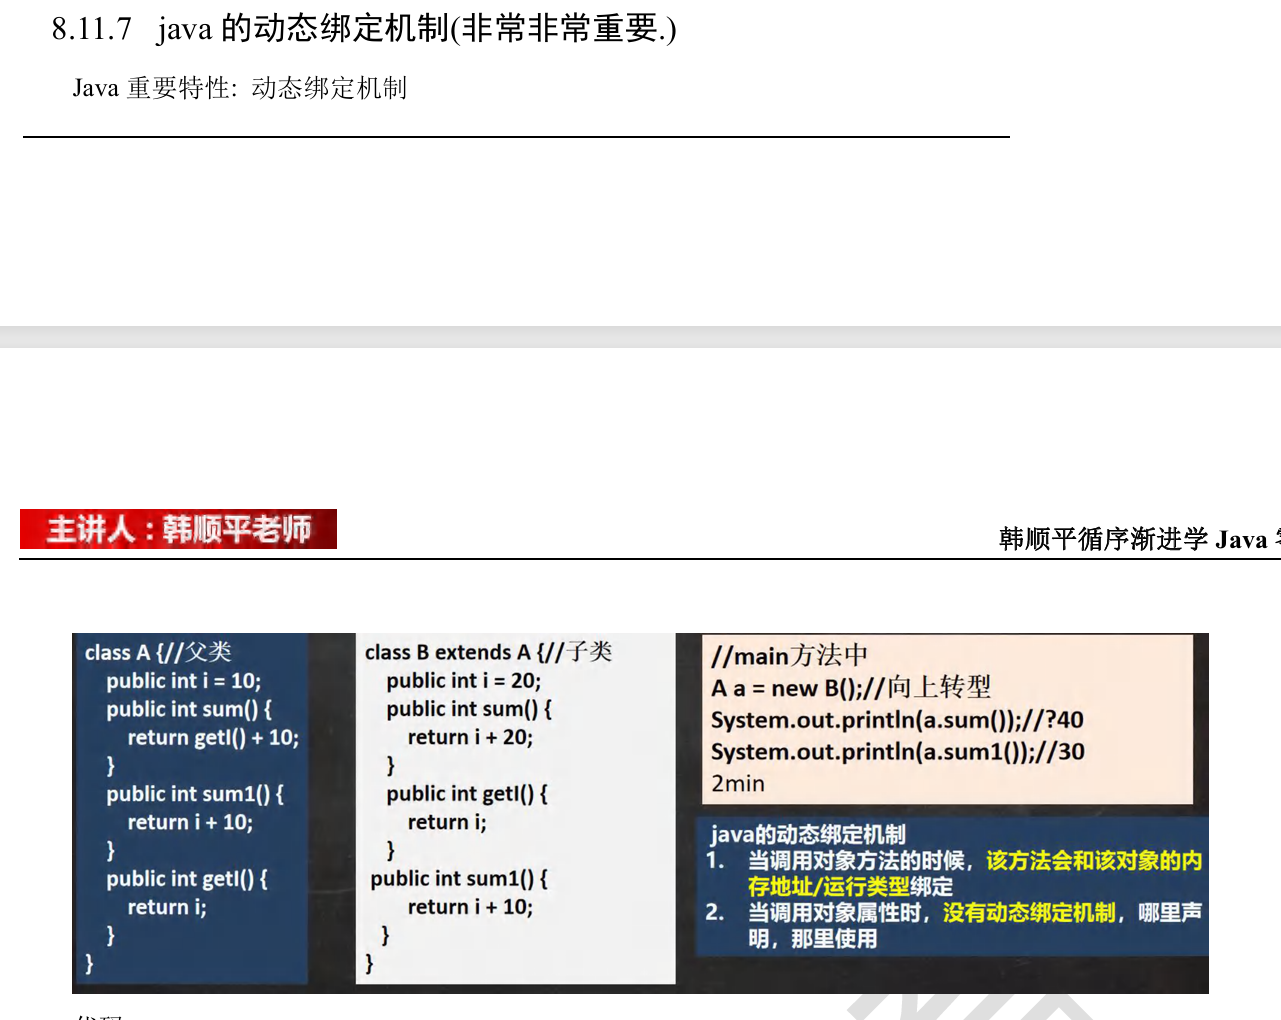 8.11.7 java 的动态绑定机制(非常非常重要.)
Java 重要特性: 动态绑定机制
主讲人：韩顺平老师
韩顺平循序渐进学 Java
class A {//父类
public int i = 10;
public int sum() {
return getI() + 10;
}
public int sum1() {
return i + 10;
}
public int getI() {
return i;
}
}
class B extends A {//子类
public int i = 20;
public int sum() {
return i + 20;
}
public int getI() {
return i;
}
public int sum1() {
return i + 10;
}
}
//main方法中
A a = new B();//向上转型
System.out.println(a.sum());//?40
System.out.println(a.sum1());//30
2min
java的动态绑定机制
1. 当调用对象方法的时候，该方法会和该对象的内
存地址/运行类型绑定
2. 当调用对象属性时，没有动态绑定机制，哪里声
明，那里使用